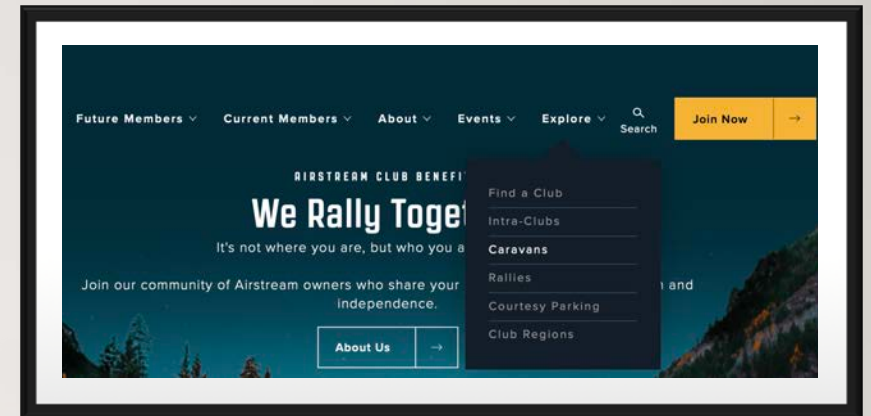 Future Members
Current Members
About
Events
Explore
Search
Join Now
AIRSTREAM CLUB
We Rally
It's not where you are, but who you
Join our community of Airstream owners who share your
and
independence.
About Us
Find a Club
Intra-Clubs
Caravans
Rallies
Courtesy Parking
Club Regions